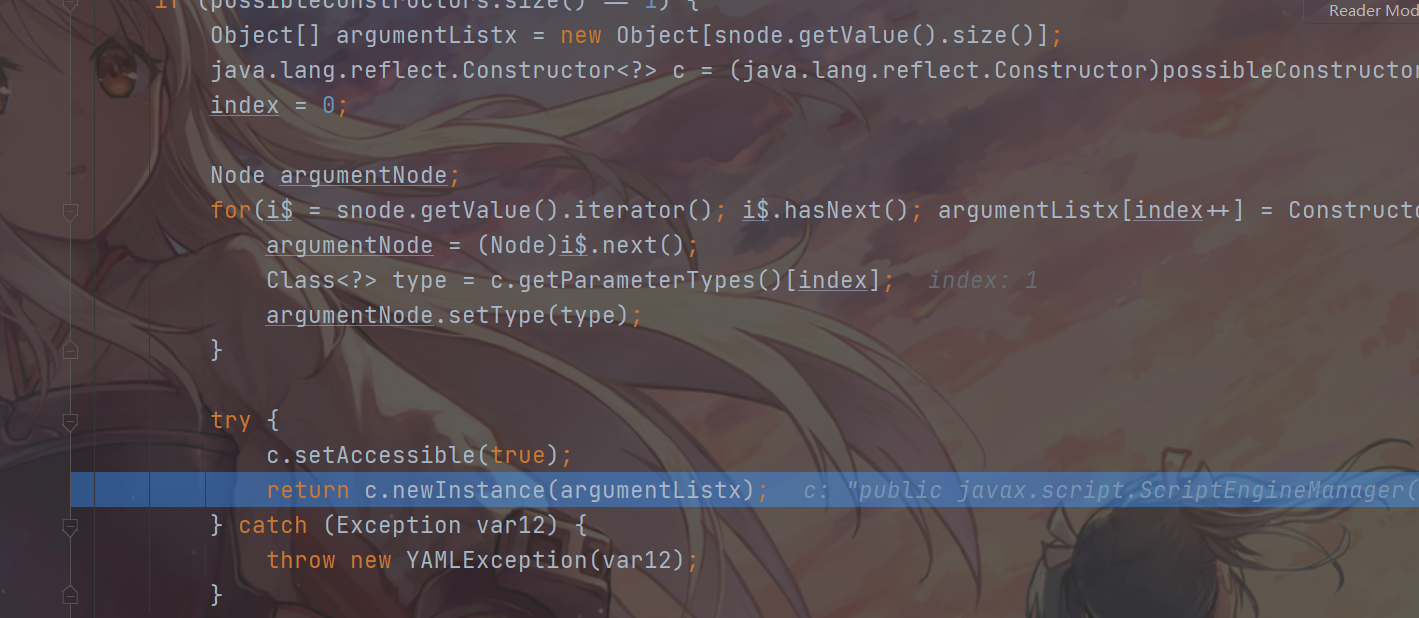 Reader Mod
if (possibleConstructors.size() == 1) {
Object[] argumentListx = new Object[snode.getValue().size()];
java.lang.reflect.Constructor<?> c = (java.lang.reflect.Constructor)possibleConstructor
index = 0;
Node argumentNode;
for(i$ = snode.getValue().iterator(); i$.hasNext(); argumentListx[index++] = Constructo
argumentNode = (Node)i$.next();
Class<?> type = c.getParameterTypes()[index]; index: 1
argumentNode.setType(type);
}
try {
c.setAccessible(true);
return c.newInstance(argumentListx); c: "public javax.script.ScriptEngineManager(
} catch (Exception var12) {
throw new YAMLException(var12);
}